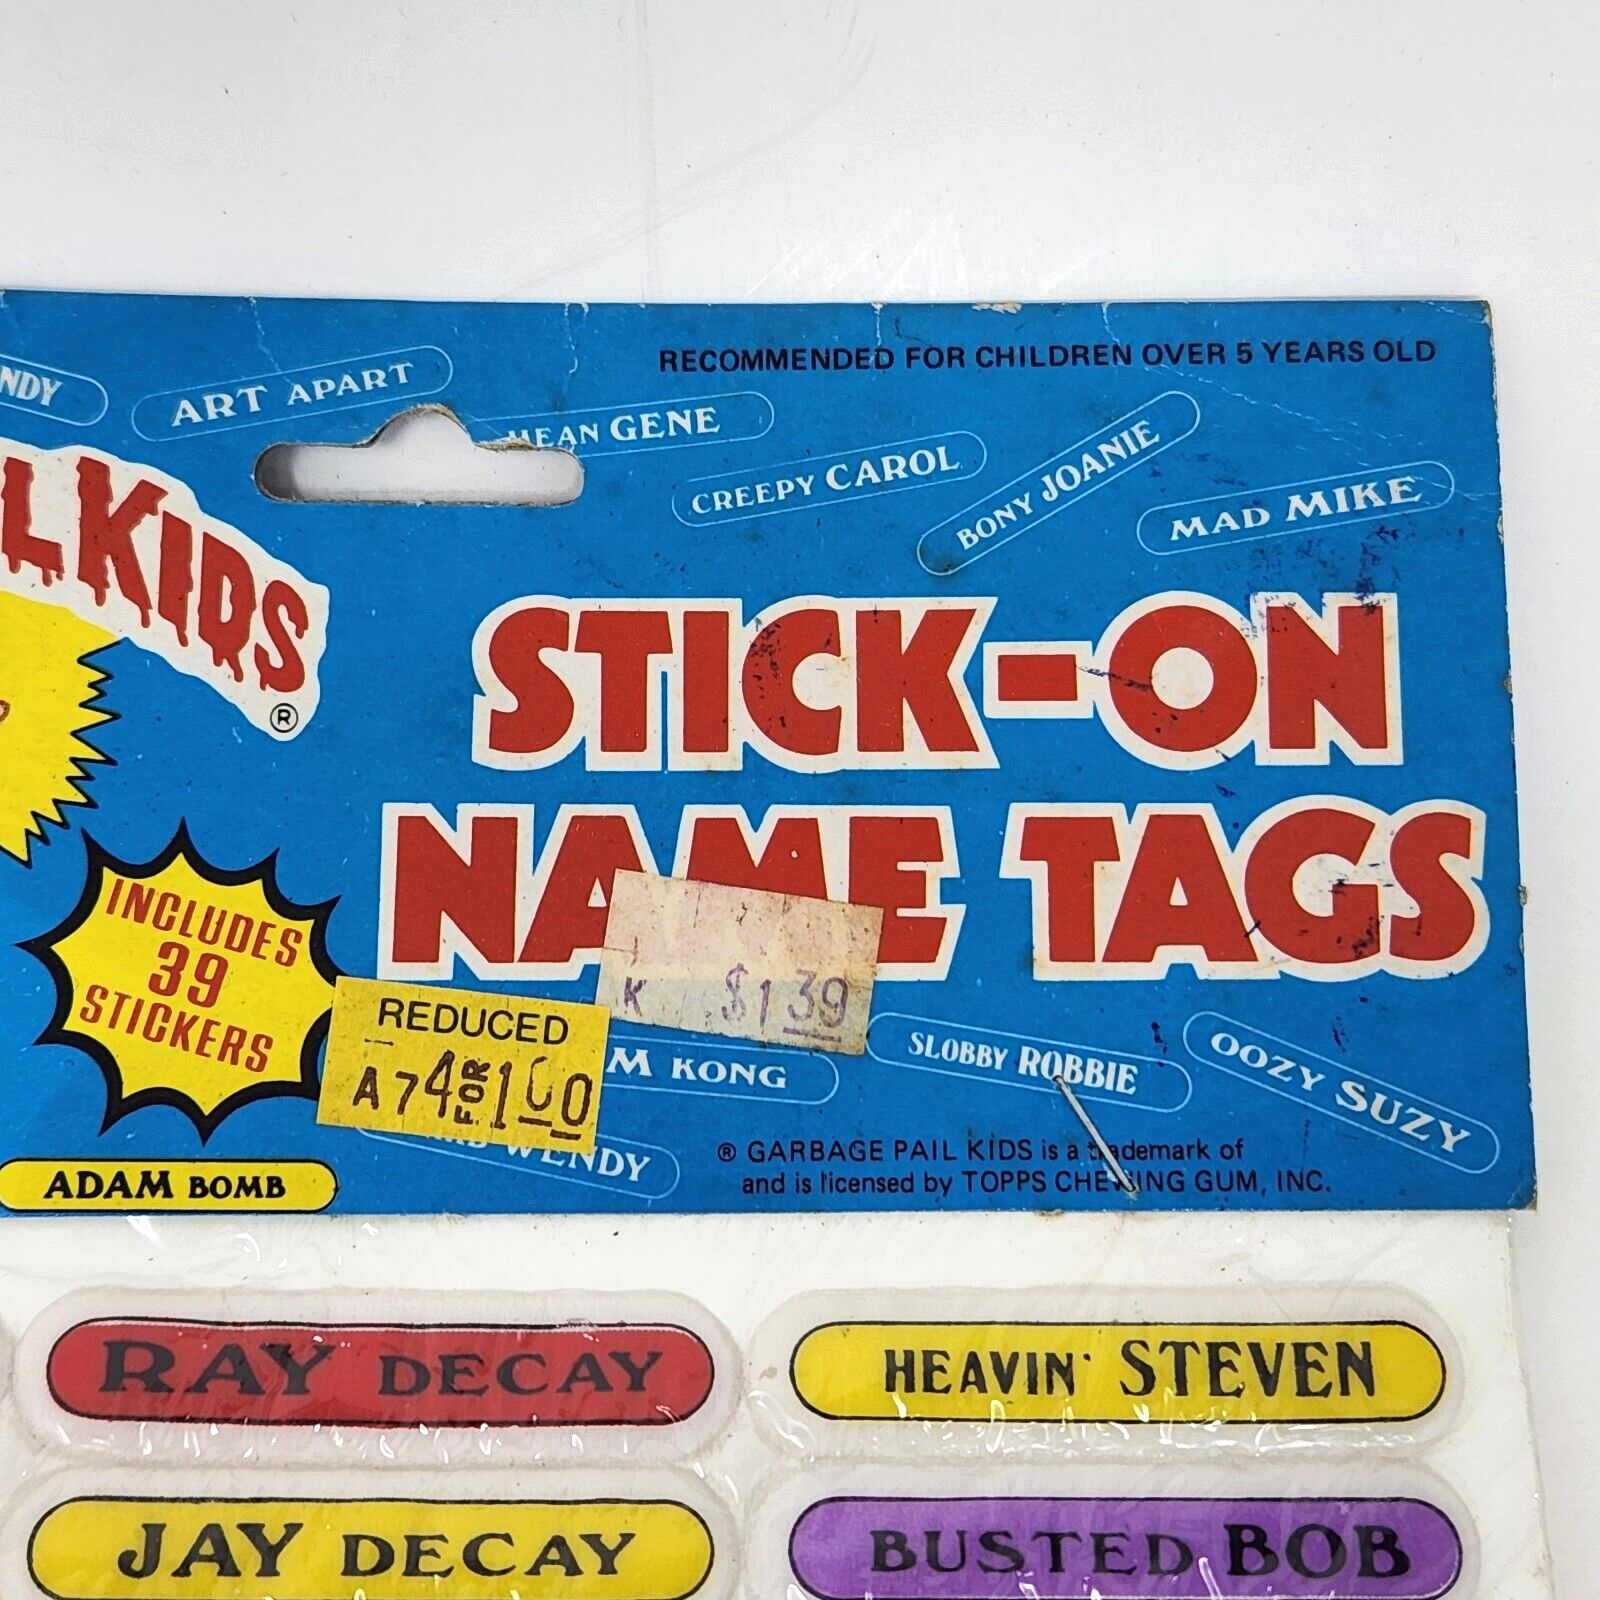 RECOMMENDED FOR CHILDREN OVER 5 YEARS OLD
ART APART
GENE
CREEPY CAROL
BONY JOANIE
MAD MIKE
KIDS
®
STICK-ON
NAME TAGS
INCLUDES
39
STICKERS
K $1 39
REDUCED
A74 FOR 1 00
KONG
SLOBBY ROBBIE
OOZY SUZY
WENDY
® GARBAGE PAIL KIDS is a trademark of
and is licensed by TOPPS CHEWING GUM, INC.
ADAM BOMB
RAY DECAY
HEAVIN' STEVEN
JAY DECAY
BUSTED BOB